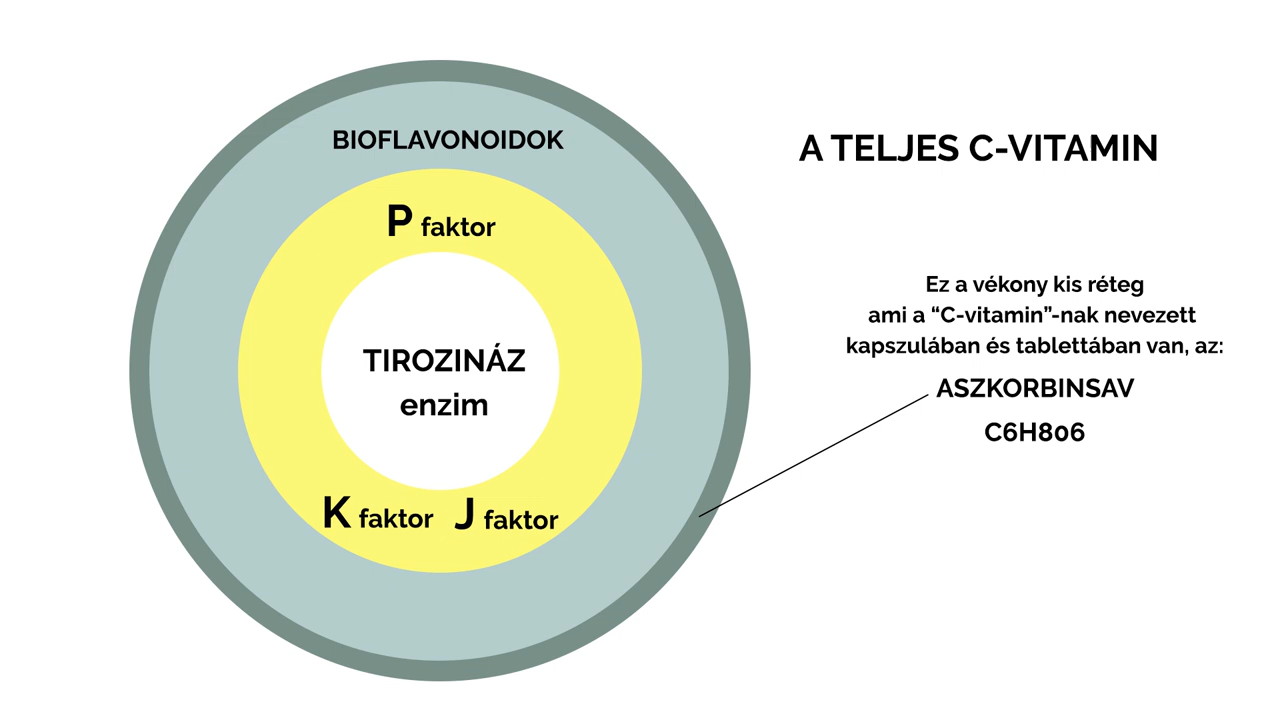 A TELJES C-VITAMIN
BIOFLAVONOIDOK
P faktor
TIROZINÁZ
enzim
K faktor J faktor
Ez a vékony kis réteg
ami a “C-vitamin”-nak nevezett
kapszulában és tablettában van, az:
ASZKORBINSAV
C6H806